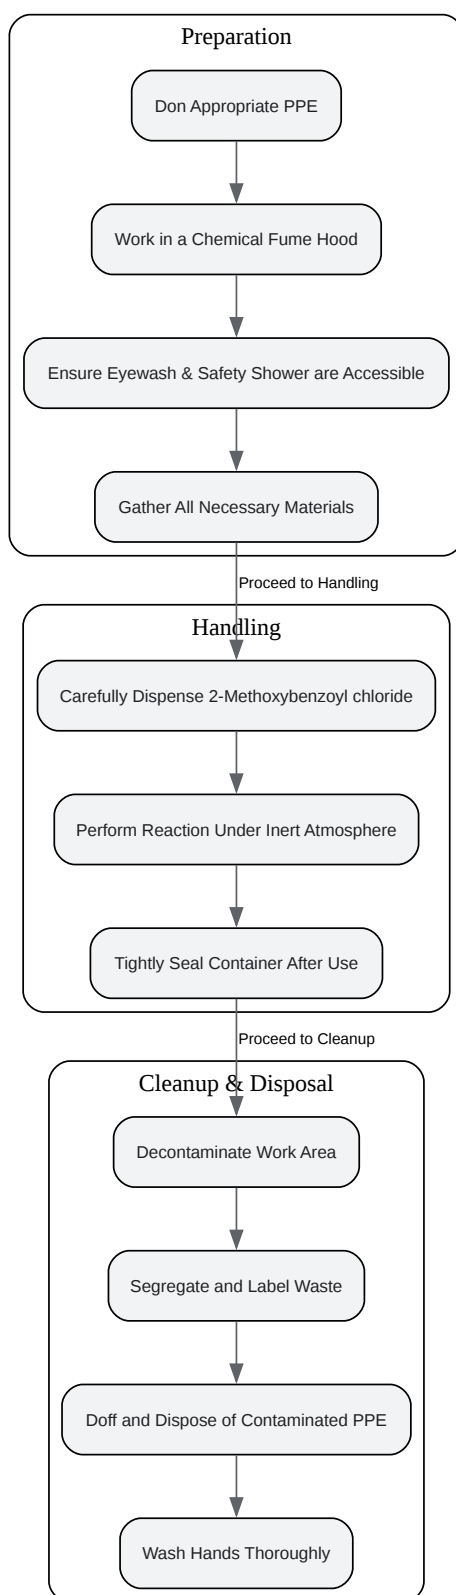 Preparation
Don Appropriate PPE
Work in a Chemical Fume Hood
Ensure Eyewash & Safety Shower are Accessible
Gather All Necessary Materials
Proceed to Handling
Handling
Carefully Dispense 2-Methoxybenzoyl chloride
Perform Reaction Under Inert Atmosphere
Tightly Seal Container After Use
Proceed to Cleanup
Cleanup & Disposal
Decontaminate Work Area
Segregate and Label Waste
Doff and Dispose of Contaminated PPE
Wash Hands Thoroughly